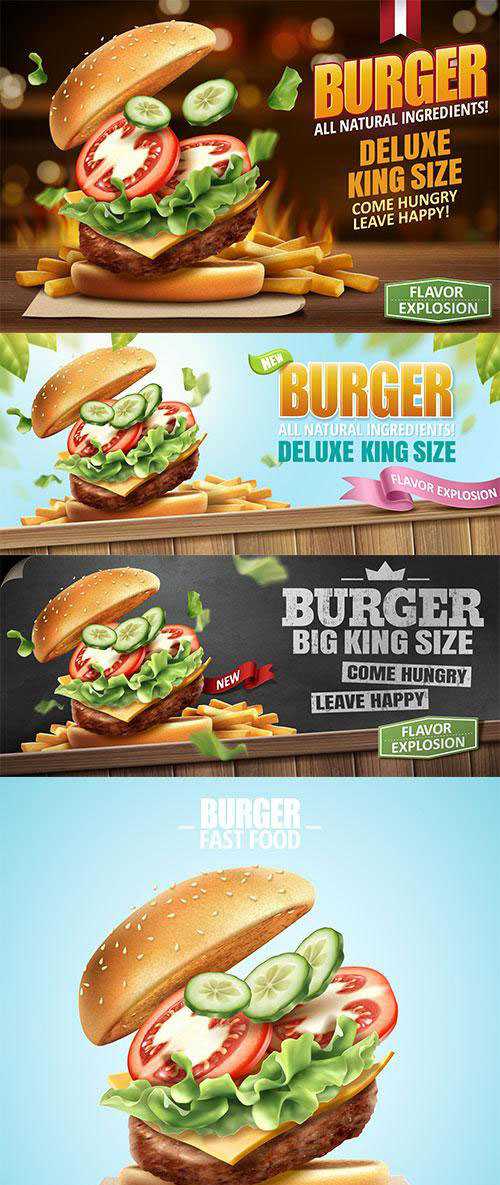 BURGER
ALL NATURAL INGREDIENTS!
DELUXE
KING SIZE
COME HUNGRY
LEAVE HAPPY!
FLAVOR
EXPLOSION
NEW
BURGER
ALL NATURAL INGREDIENTS!
DELUXE KING SIZE
FLAVOR EXPLOSION
BURGER
BIG KING SIZE
NEW
COME HUNGRY
LEAVE HAPPY
FLAVOR
EXPLOSION
BURGER
FAST FOOD